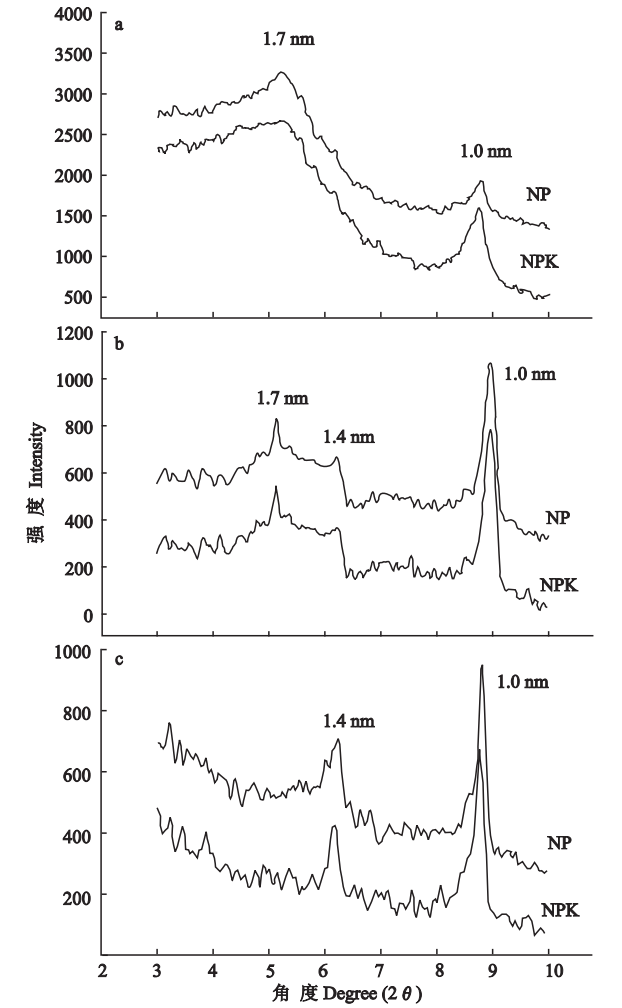 4000
a
1.7 nm
3500
3000
2500
2000
1.0 nm
NP
1500
1000
NPK
500
1200
b
1000
1.0 nm
1.7 nm
800
1.4 nm
600
NP
400
200
NPK
0
强 度 Intensity
1000
c
1.0 nm
800
1.4 nm
600
400
NP
200
NPK
2 3 4 5 6 7 8 9 10
角 度 Degree (2 θ)